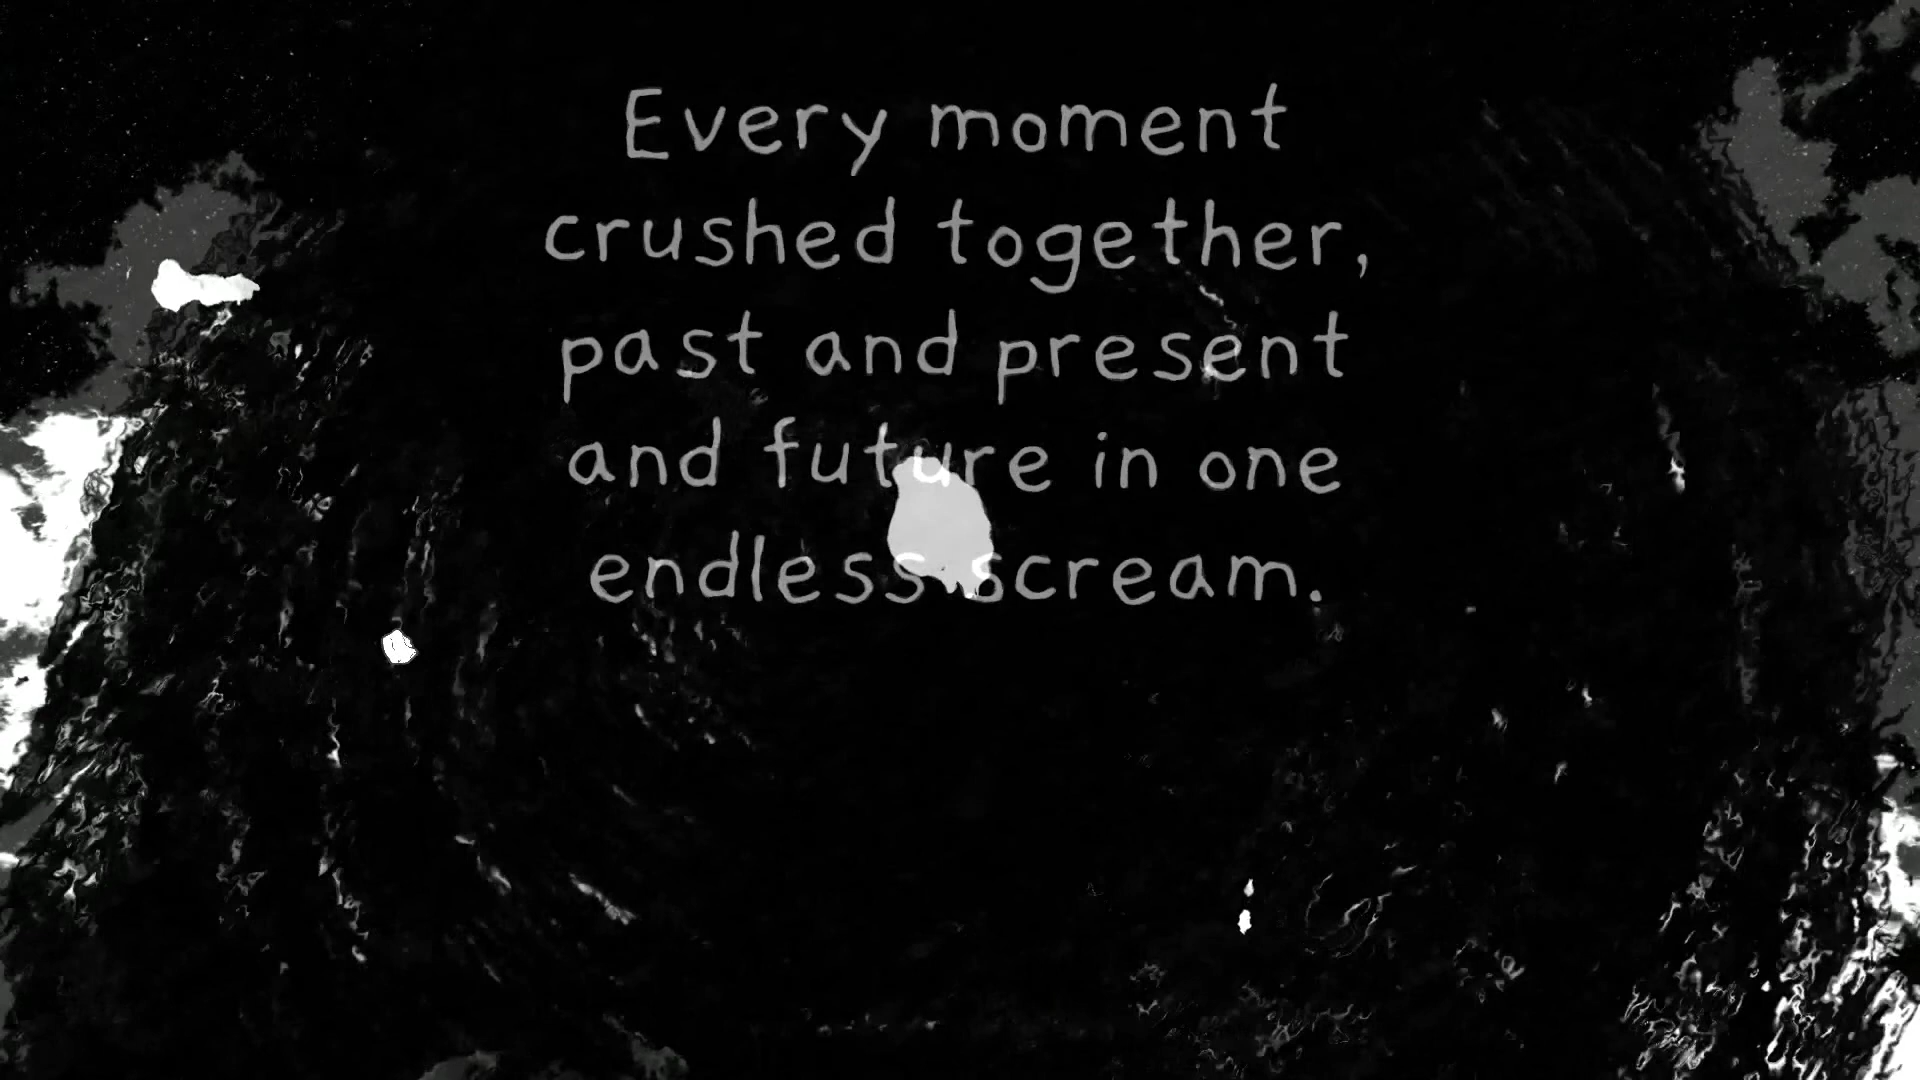 Every moment
crushed together,
past and present
and future in one
endless scream.